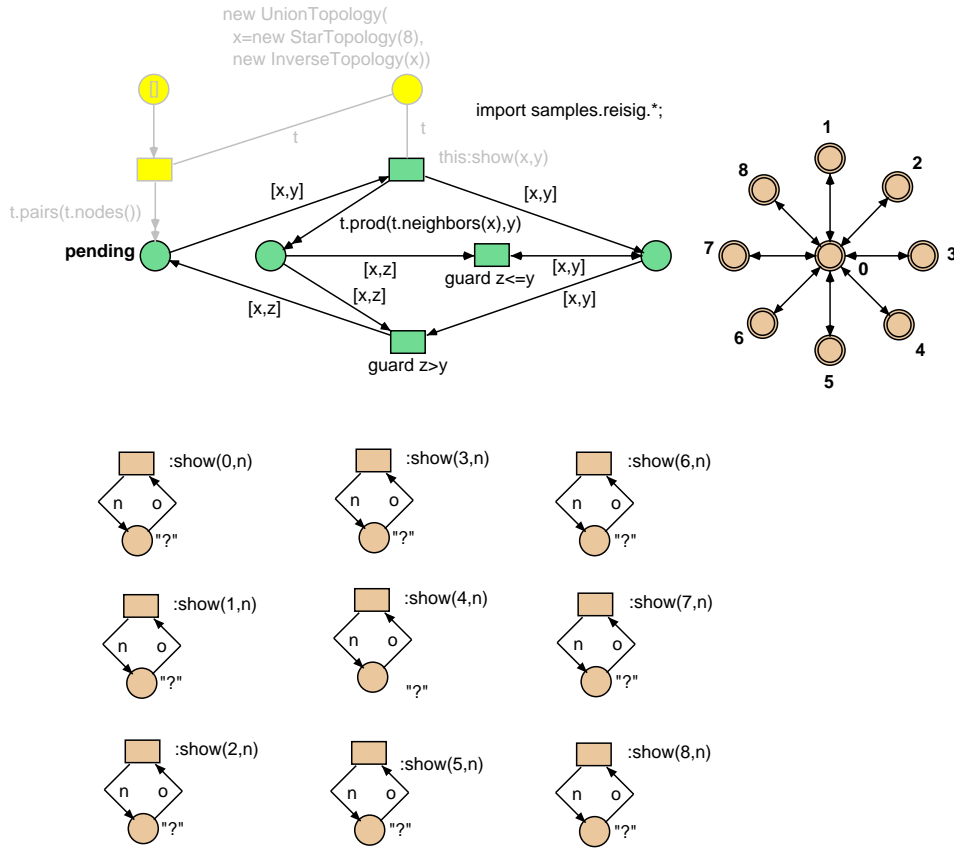 new UnionTopology(
x=new StarTopology(8),
new InverseTopology(x))
[]
import samples.reisig.*;
t
t
this:show(x,y)
[x,y]
[x,y]
t.pairs(t.nodes())
t.prod(t.neighbors(x),y)
pending
[x,z]
[x,y]
guard z<=y
[x,z]
[x,z]
[x,y]
guard z>y
1
2
8
7
3
0
6
4
5
:show(0,n)
n o
"?"
:show(3,n)
n o
"?"
:show(6,n)
n o
"?"
:show(1,n)
n o
"?"
:show(4,n)
n o
"?"
:show(7,n)
n o
"?"
:show(2,n)
n o
"?"
:show(5,n)
n o
"?"
:show(8,n)
n o
"?"